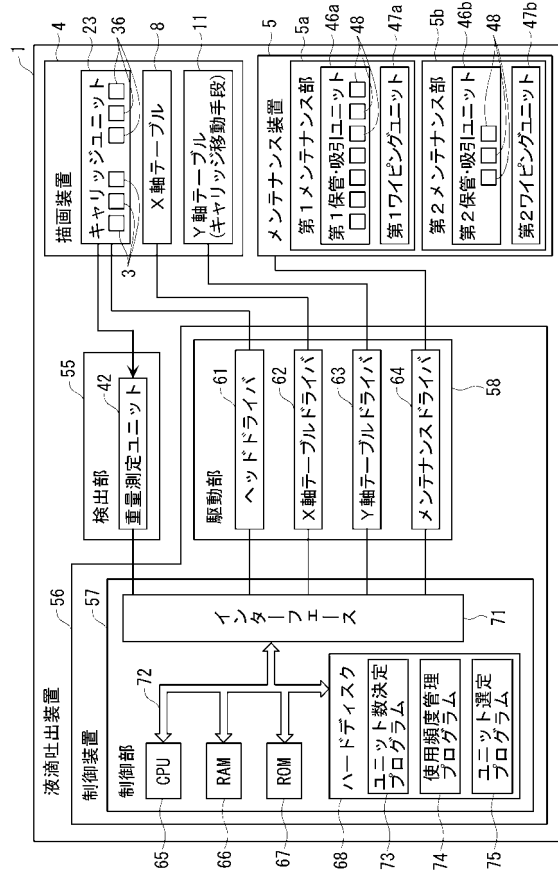 1
液滴吐出装置
56
制御装置
57
制御部
72
CPU
65
RAM
66
ROM
67
ハードディスク
68
ユニット数決定
プログラム
73
使用頻度管理
プログラム
74
ユニット選定
プログラム
75
インターフェース
71
検出部
55
重量測定ユニット
42
駆動部
58
ヘッドドライバ
61
X軸テーブルドライバ
62
Y軸テーブルドライバ
63
メンテナンスドライバ
64
描画装置
4
キャリッジユニット
23
3
36
X軸テーブル
8
Y軸テーブル
(キャリッジ移動手段)
11
メンテナンス装置
5
第1メンテナンス部
5a
第1保管・吸引ユニット
46a
48
第1ワイピングユニット
47a
第2メンテナンス部
5b
第2保管・吸引ユニット
46b
48
第2ワイピングユニット
47b